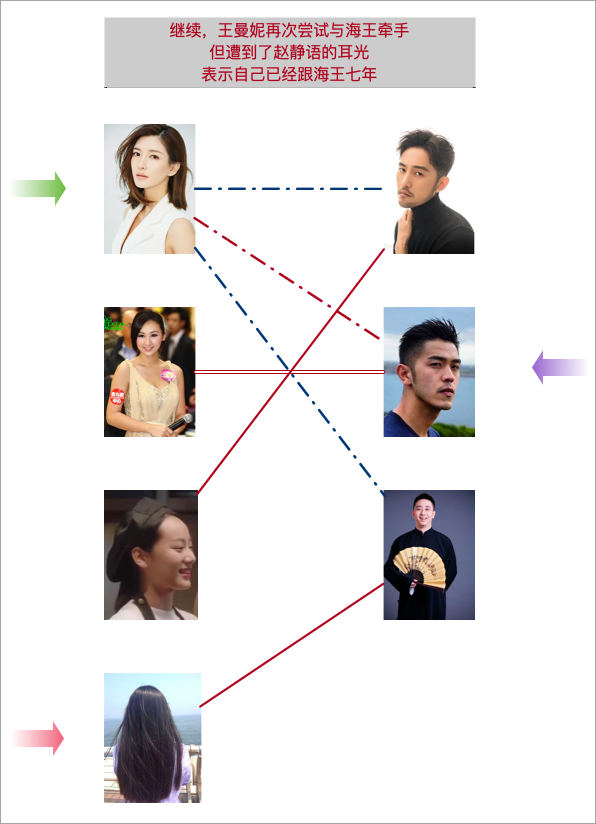 继续，王曼妮再次尝试与海王牵手
但遭到了赵静语的耳光
表示自己已经跟海王七年